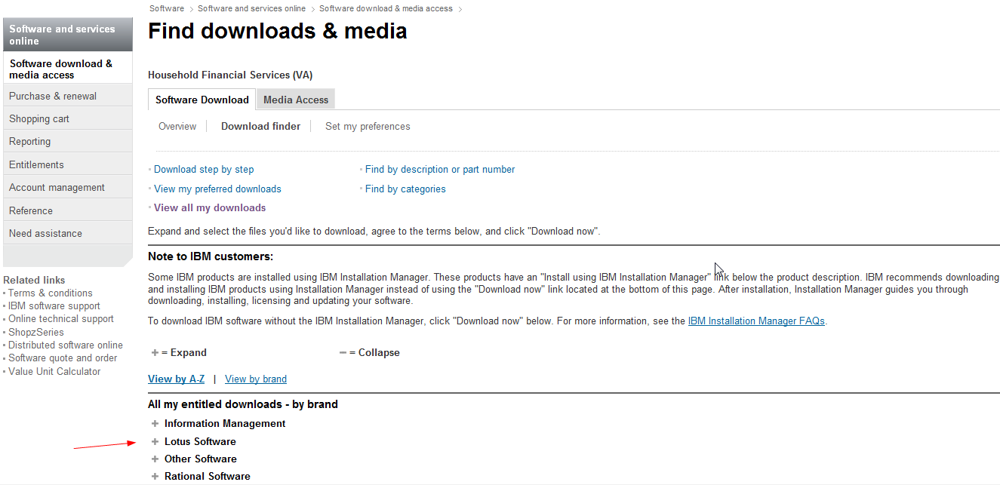 Software > Software and services online > Software download & media access >
Software and services
online
Software download &
media access
Purchase & renewal
Shopping cart
Reporting
Entitlements
Account management
Reference
Need assistance
Related links
Terms & conditions
IBM software support
Online technical support
ShopzSeries
Distributed software online
Software quote and order
Value Unit Calculator
Find downloads & media
Household Financial Services (VA)
Software Download Media Access
Overview | Download finder | Set my preferences
Download step by step Find by description or part number
View my preferred downloads Find by categories
View all my downloads
Expand and select the files you'd like to download, agree to the terms below, and click "Download now".
Note to IBM customers:
Some IBM products are installed using IBM Installation Manager. These products have an "Install using IBM Installation Manager" link below the product description. IBM recommends downloading
and installing IBM products using Installation Manager instead of using the "Download now" link located at the bottom of this page. After installation, Installation Manager guides you through
downloading, installing, licensing and updating your software.
To download IBM software without the IBM Installation Manager, click "Download now" below. For more information, see the IBM Installation Manager FAQs.
+ = Expand − = Collapse
View by A-Z | View by brand
All my entitled downloads - by brand
+ Information Management
+ Lotus Software
+ Other Software
+ Rational Software